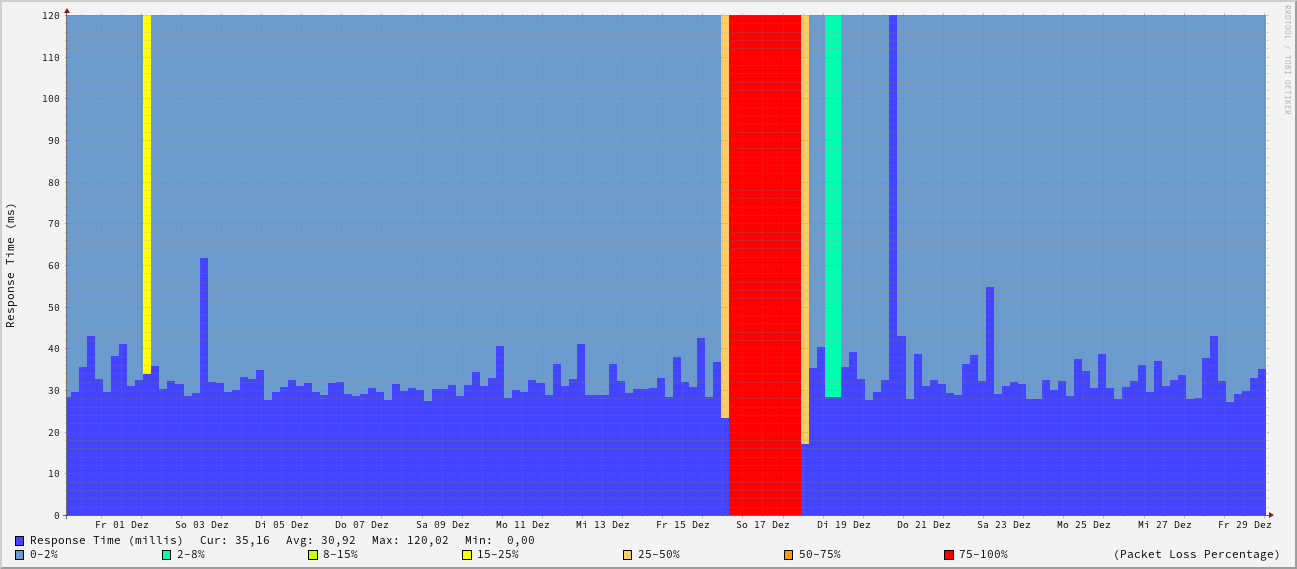 RRDTOOL / TOBI OETIKER
Response Time (ms)
120
110
100
90
80
70
60
50
40
30
20
10
0
Fr 01 Dez So 03 Dez Di 05 Dez Do 07 Dez Sa 09 Dez Mo 11 Dez Mi 13 Dez Fr 15 Dez So 17 Dez Di 19 Dez Do 21 Dez Sa 23 Dez Mo 25 Dez Mi 27 Dez Fr 29 Dez
Response Time (millis) Cur: 35,16 Avg: 30,92 Max: 120,02 Min: 0,00
0-2% 2-8% 8-15% 15-25% 25-50% 50-75% 75-100% (Packet Loss Percentage)